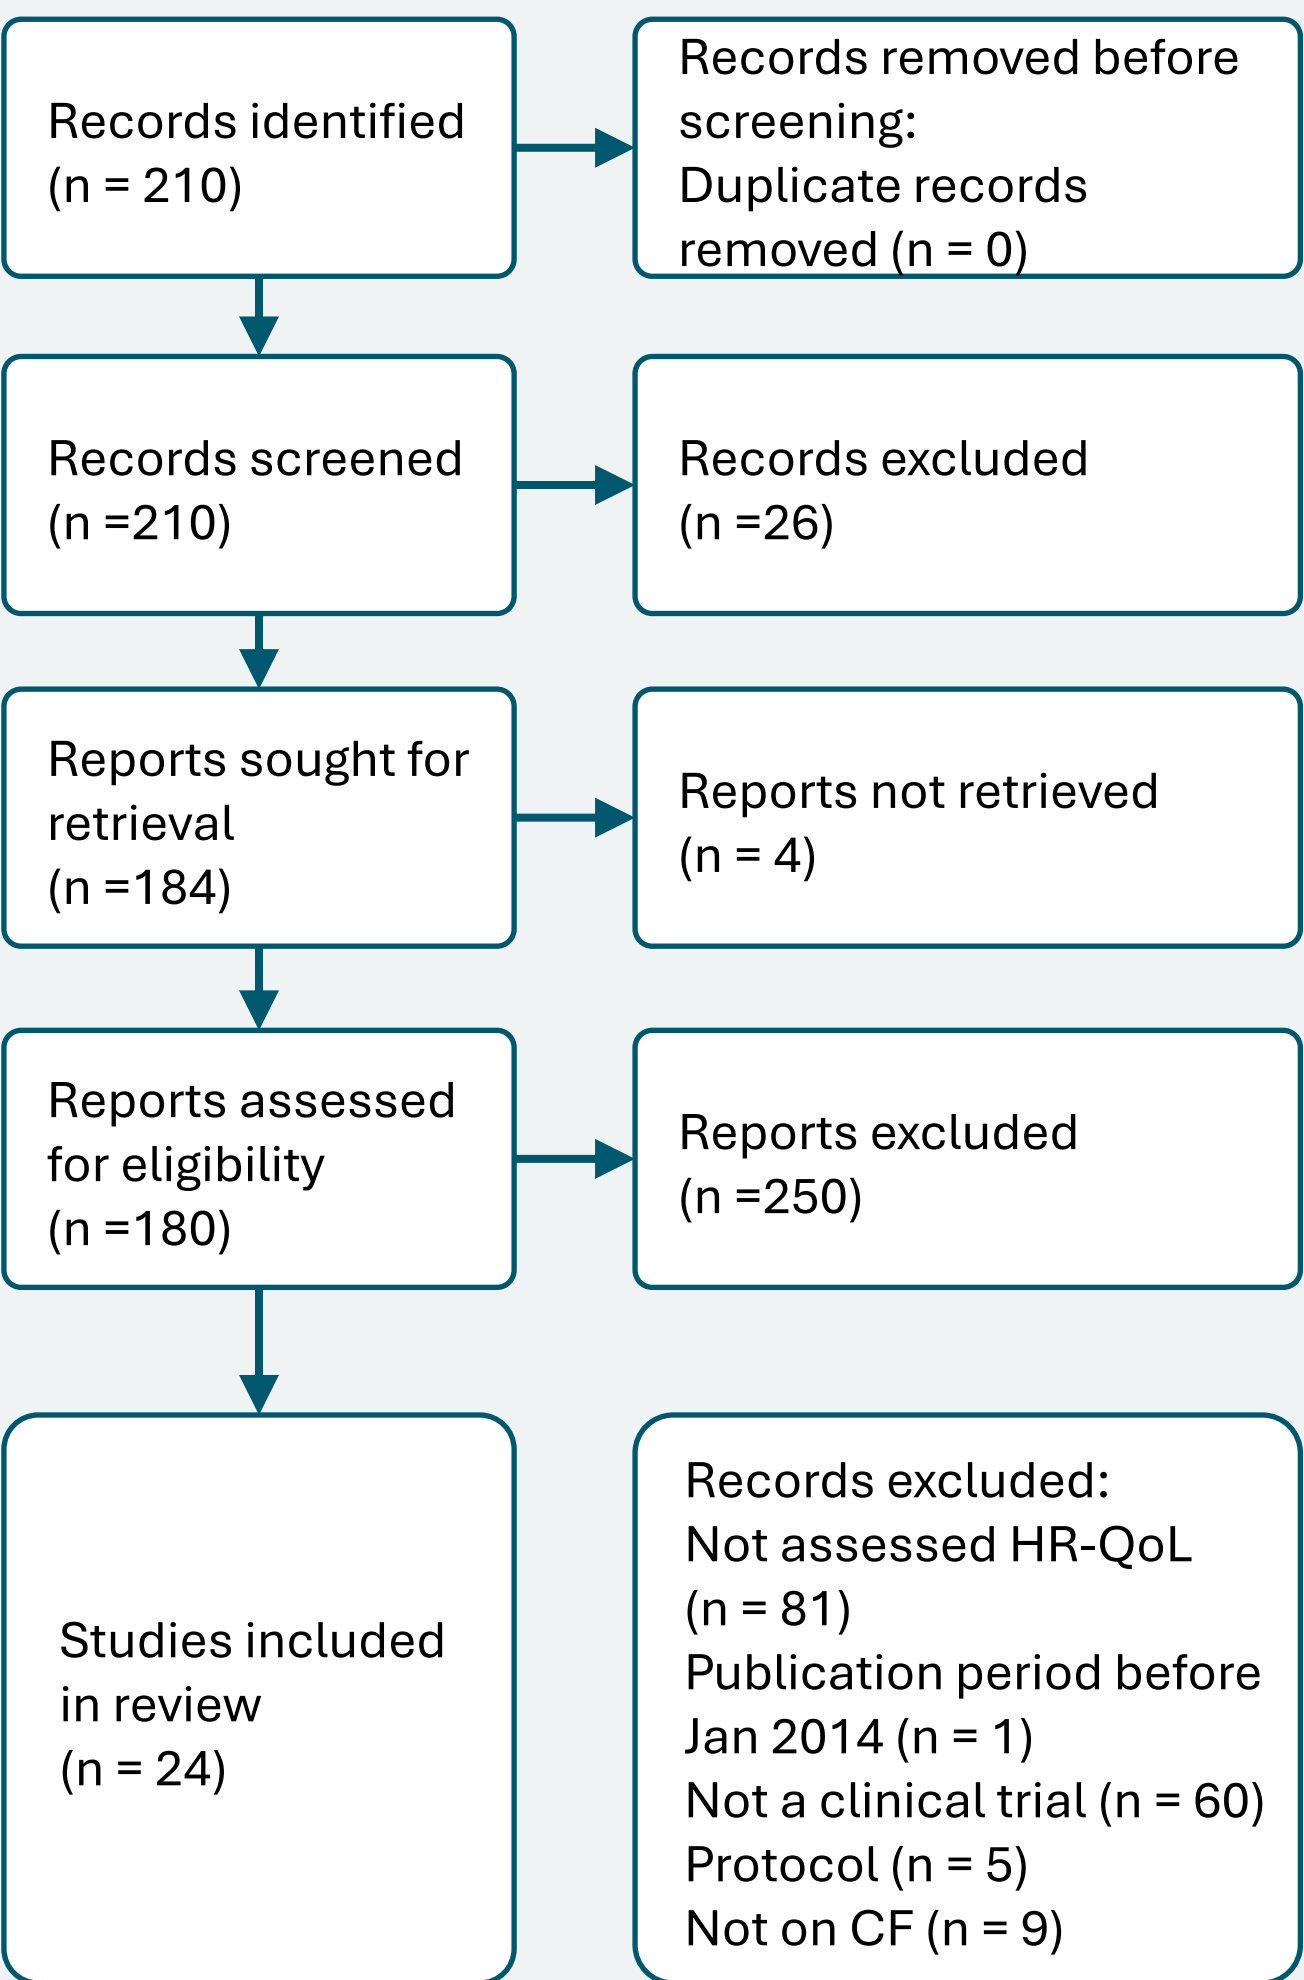 Records identified
(n = 210)
Records removed before
screening:
Duplicate records
removed (n = 0)
Records screened
(n =210)
Records excluded
(n =26)
Reports sought for
retrieval
(n =184)
Reports not retrieved
(n = 4)
Reports assessed
for eligibility
(n =180)
Reports excluded
(n =250)
Studies included
in review
(n = 24)
Records excluded:
Not assessed HR-QoL
(n = 81)
Publication period before
Jan 2014 (n = 1)
Not a clinical trial (n = 60)
Protocol (n = 5)
Not on CF (n = 9)